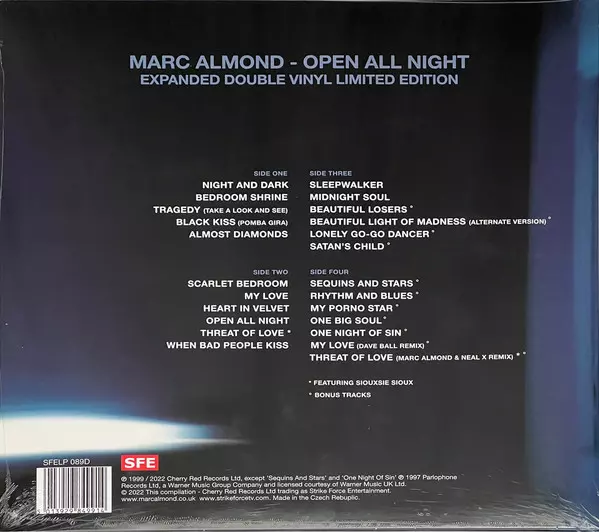 MARC ALMOND - OPEN ALL NIGHT
EXPANDED DOUBLE VINYL LIMITED EDITION
SIDE ONE
NIGHT AND DARK
BEDROOM SHRINE
TRAGEDY (TAKE A LOOK AND SEE)
BLACK KISS (POMBA GIRA)
ALMOST DIAMONDS
SIDE TWO
SCARLET BEDROOM
MY LOVE
HEART IN VELVET
OPEN ALL NIGHT
THREAT OF LOVE *
WHEN BAD PEOPLE KISS
SIDE THREE
SLEEPWALKER
MIDNIGHT SOUL
BEAUTIFUL LOSERS *
BEAUTIFUL LIGHT OF MADNESS (ALTERNATE VERSION) *
LONELY GO-GO DANCER *
SATAN'S CHILD *
SIDE FOUR
SEQUINS AND STARS *
RHYTHM AND BLUES *
MY PORNO STAR *
ONE BIG SOUL *
ONE NIGHT OF SIN *
MY LOVE (DAVE BALL REMIX) *
THREAT OF LOVE (MARC ALMOND & NEAL X REMIX) * *
* FEATURING SIOUXSIE SIOUX
* BONUS TRACKS
SFELP 089D
SFE
℗ 1999 / 2022 Cherry Red Records Ltd, except 'Sequins And Stars' and 'One Night Of Sin' ℗ 1997 Parlophone
Records Ltd, a Warner Music Group Company and licensed courtesy of Warner Music UK Ltd.
© 2022 This compilation - Cherry Red Records Ltd trading as Strike Force Entertainment.
www.marcalmond.co.uk www.strikeforcetv.com. Made in the Czech Rebuplic.